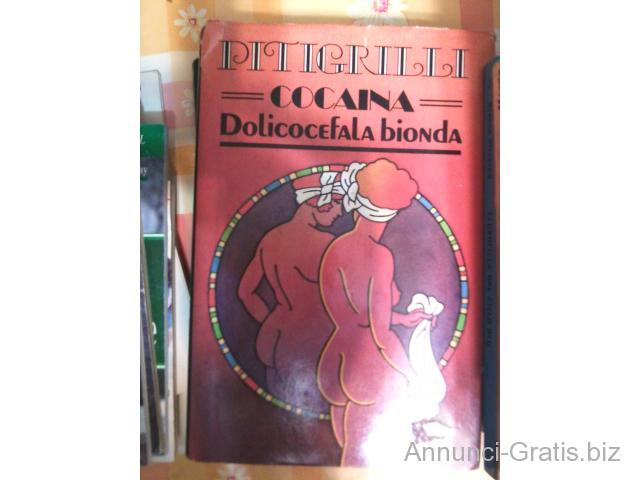 PITIGRILLI
COCAINA
Dolicocefala bionda
Annunci-Gratis.biz